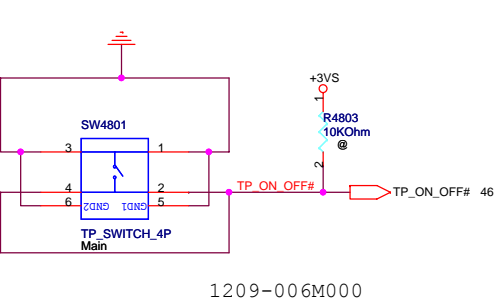 +3VS
1
SW4801
R4803
10KOhm
@
3
1
2
4
2
TP_ON_OFF#
TP_ON_OFF# 46
6
GND2
GND1
5
TP_SWITCH_4P
Main
1209-006M000